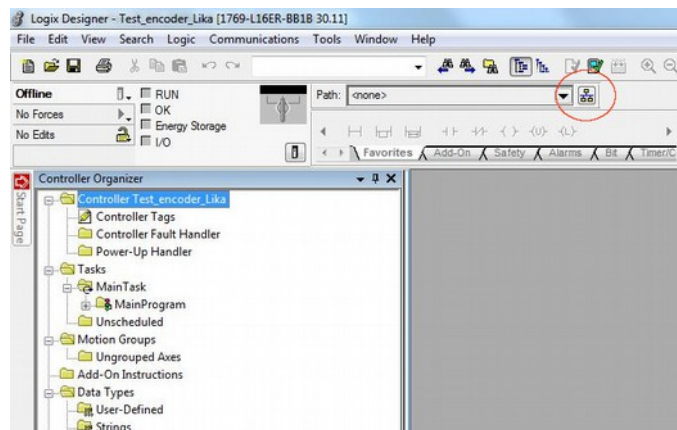 Logix Designer - Test_encoder_Lika [1769-L16ER-BB1B 30.11]
File Edit View Search Logic Communications Tools Window Help
Offline
RUN
Path: <none>
No Forces
OK
Energy Storage
No Edits
I/O
Favorites Add-On Safety Alarms Bit Timer/C
Start Page
Controller Organizer
Controller Test_encoder_Lika
Controller Tags
Controller Fault Handler
Power-Up Handler
Tasks
MainTask
MainProgram
Unscheduled
Motion Groups
Ungrouped Axes
Add-On Instructions
Data Types
User-Defined
Strings